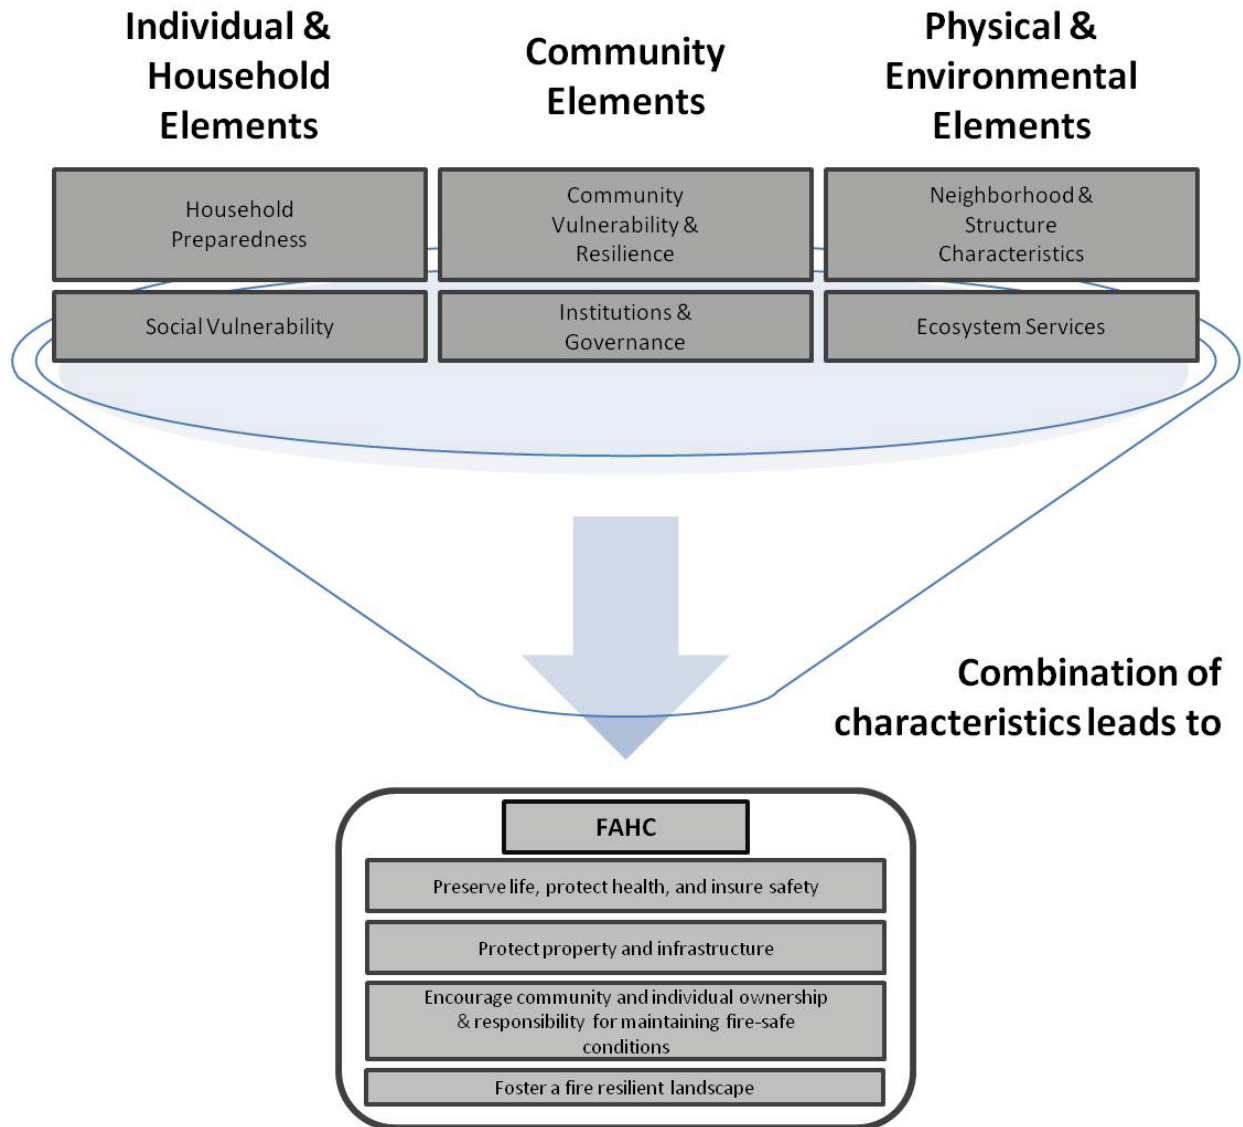 Individual &
Household
Elements
Community
Elements
Physical &
Environmental
Elements
Household
Preparedness
Community
Vulnerability &
Resilience
Neighborhood &
Structure
Characteristics
Social Vulnerability
Institutions &
Governance
Ecosystem Services
Combination of
characteristics leads to
FAHC
Preserve life, protect health, and insure safety
Protect property and infrastructure
Encourage community and individual ownership
& responsibility for maintaining fire-safe
conditions
Foster a fire resilient landscape